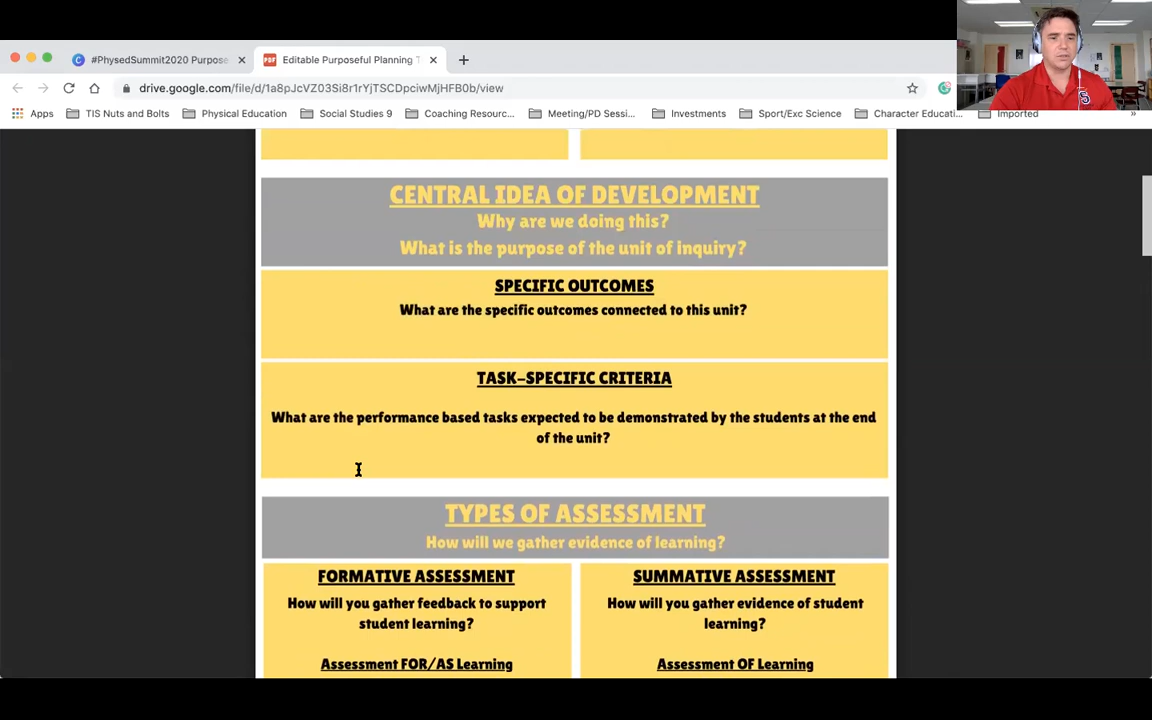 #PhysedSummit2020 Purpose
Editable Purposeful Planning T
drive.google.com/file/d/1a8pJcVZ03Si8r1rYjTSCDpciwMjHFB0b/view
Apps TIS Nuts and Bolts Physical Education Social Studies 9 Coaching Resourc... Meeting/PD Sessi... Investments Sport/Exc Science Character Educati... Imported »
CENTRAL IDEA OF DEVELOPMENT
Why are we doing this?
What is the purpose of the unit of inquiry?
SPECIFIC OUTCOMES
What are the specific outcomes connected to this unit?
TASK-SPECIFIC CRITERIA
What are the performance based tasks expected to be demonstrated by the students at the end
of the unit?
TYPES OF ASSESSMENT
How will we gather evidence of learning?
FORMATIVE ASSESSMENT
How will you gather feedback to support
student learning?
Assessment FOR/AS Learning
SUMMATIVE ASSESSMENT
How will you gather evidence of student
learning?
Assessment OF Learning